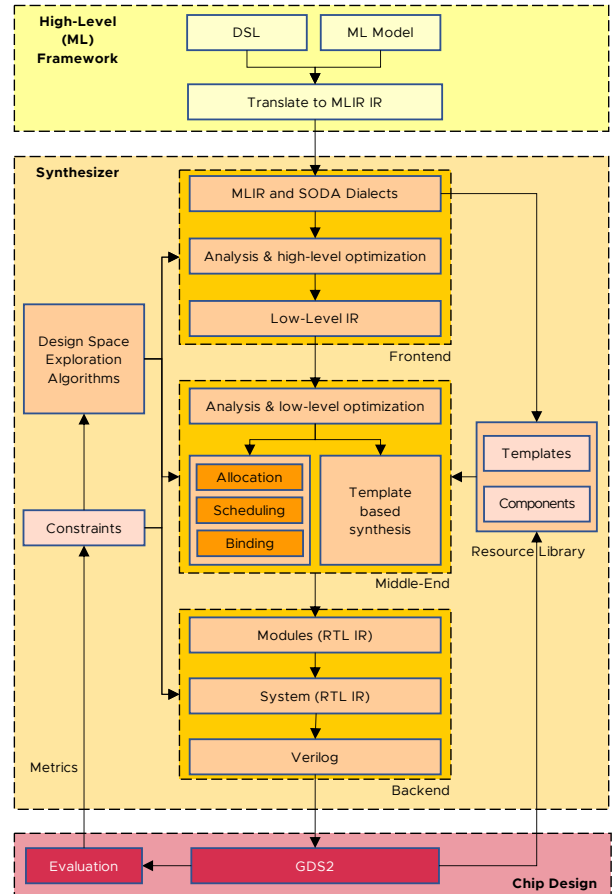 High-Level
(ML)
Framework
DSL
ML Model
Translate to MLIR IR
Synthesizer
MLIR and SODA Dialects
Analysis & high-level optimization
Low-Level IR
Frontend
Design Space
Exploration
Algorithms
Analysis & low-level optimization
Allocation
Scheduling
Binding
Template
based
synthesis
Middle-End
Templates
Components
Resource Library
Constraints
Modules (RTL IR)
System (RTL IR)
Verilog
Backend
Metrics
Evaluation
GDS2
Chip Design